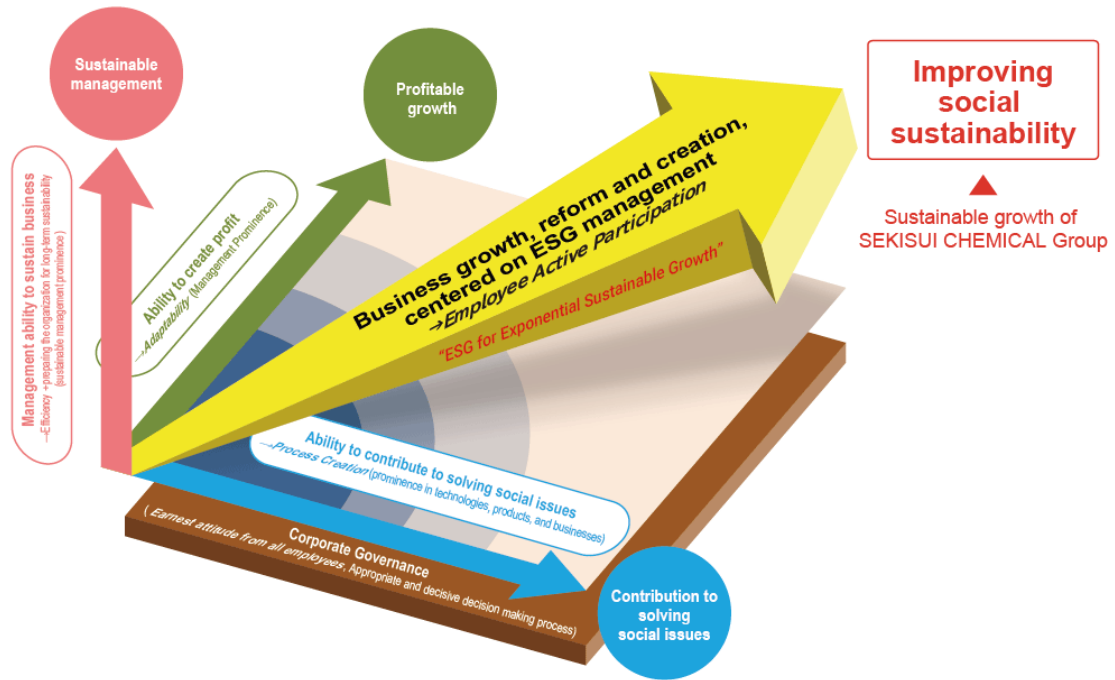 Sustainable
management
Profitable
growth
Improving
social
sustainability
Sustainable growth of
SEKISUI CHEMICAL Group
Management ability to sustain business
→Efficiency +preparing the organization for long-term sustainability
(sustainable management prominence )
Ability to create profit
→Adaptability (Management Prominence)
Business growth, reform and creation,
centered on ESG management
→Employee Active Participation
"ESG for Exponential Sustainable Growth"
Ability to contribute to solving social issues
→Process Creation (prominence in technologies, products, and businesses)
Corporate Governance
( Earnest attitude from all employees, Appropriate and decisive decision making process)
Contribution to
solving
social issues